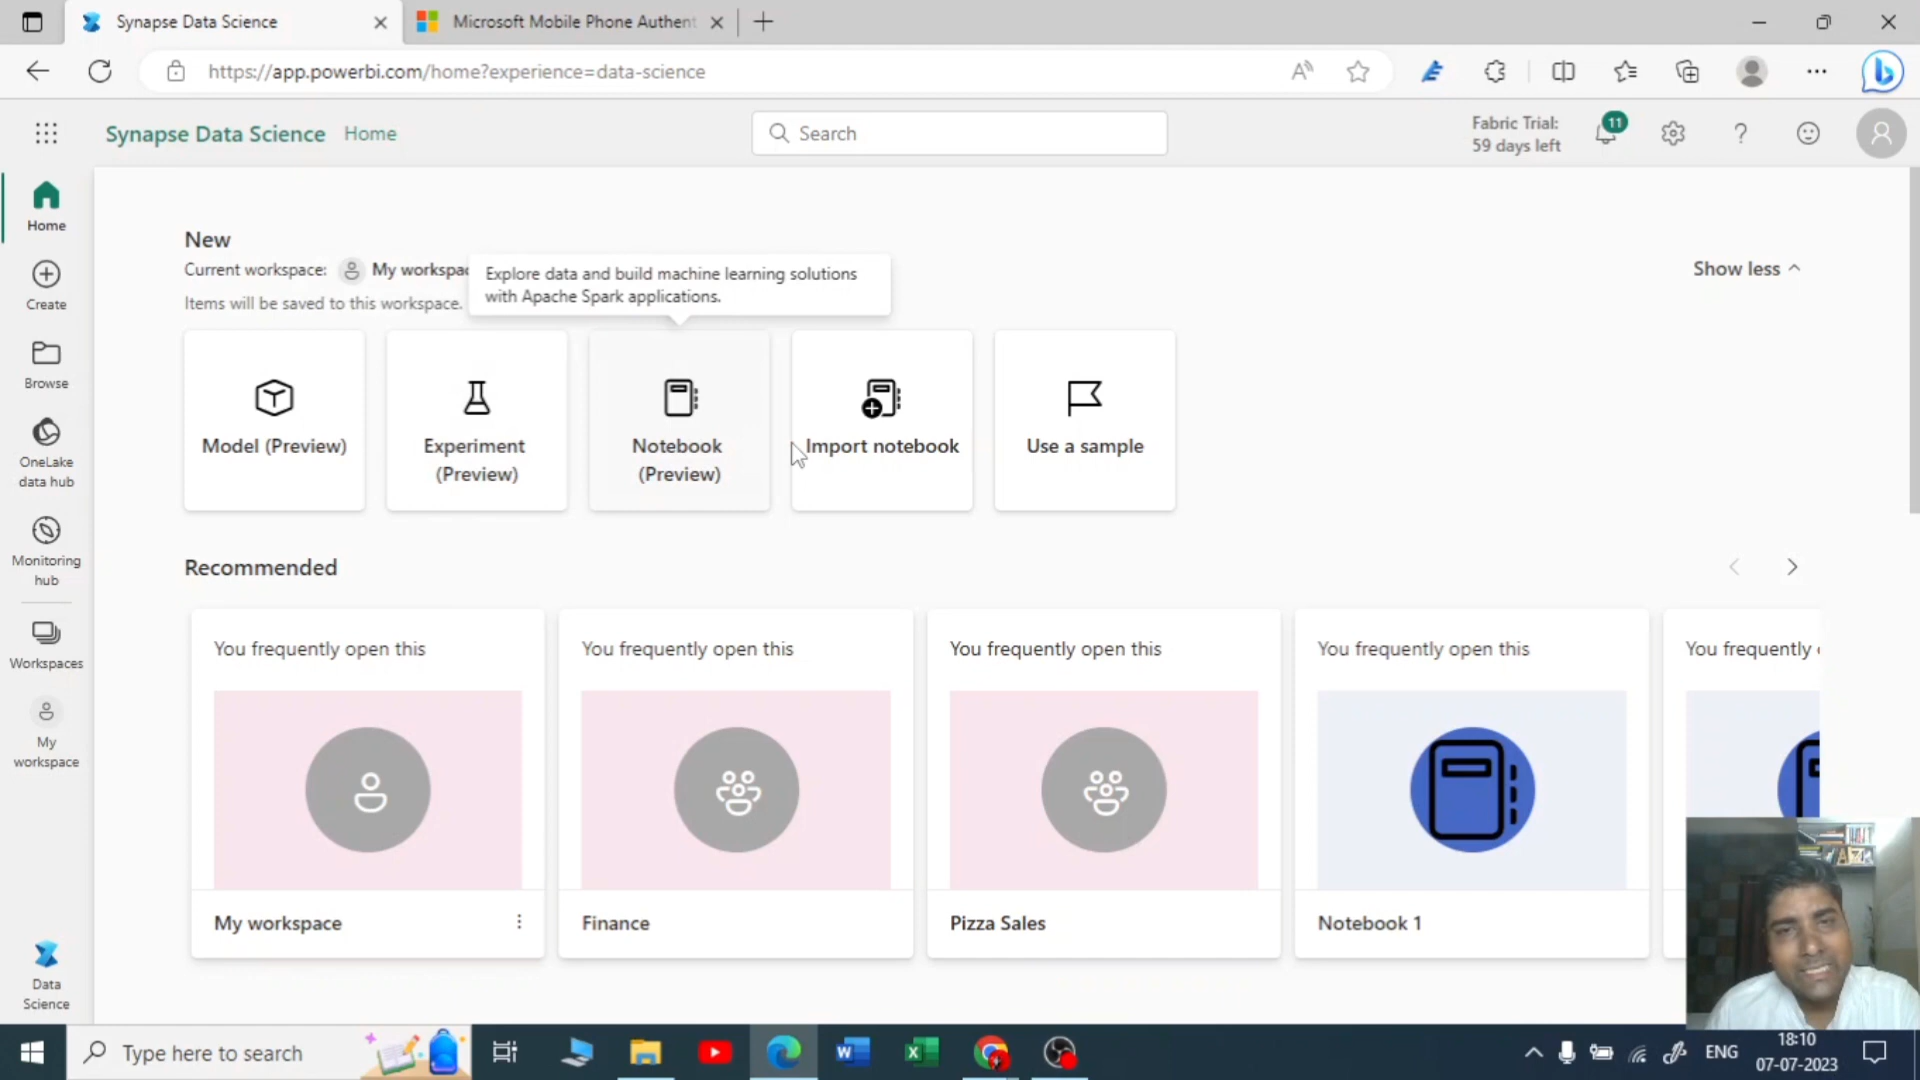 Synapse Data Science
Microsoft Mobile Phone Authent
https://app.powerbi.com/home?experience=data-science
Synapse Data Science Home
Search
Fabric Trial:
59 days left
11
Home
Create
Browse
OneLake
data hub
Monitoring
hub
Workspaces
My
workspace
Data
Science
New
Current workspace: My workspac
Items will be saved to this workspace.
Show less
Explore data and build machine learning solutions
with Apache Spark applications.
Model (Preview)
Experiment
(Preview)
Notebook
(Preview)
Import notebook
Use a sample
Recommended
You frequently open this
My workspace
You frequently open this
Finance
You frequently open this
Pizza Sales
You frequently open this
Notebook 1
You frequently
Type here to search
ENG
18:10
07-07-2023